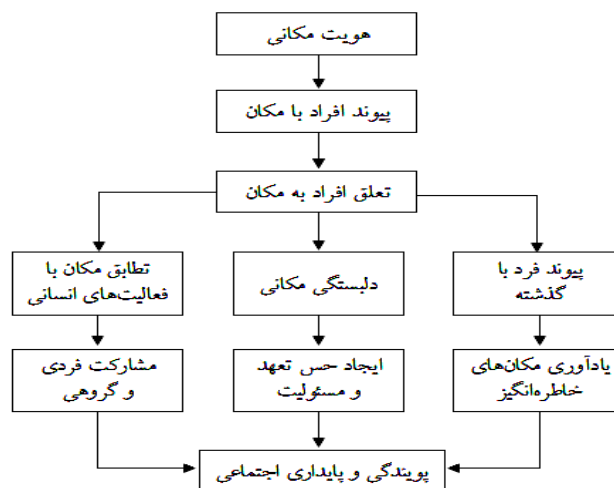 هویت مکانی
پیوند افراد با مکان
تعلق افراد به مکان
پیوند فرد با
گذشته
دلبستگی مکانی
تطابق مکان با
فعالیت‌های انسانی
یادآوری مکان‌های
خاطره‌انگیز
ایجاد حس تعهد
و مسئولیت
مشارکت فردی
و گروهی
پویندگی و پایداری اجتماعی